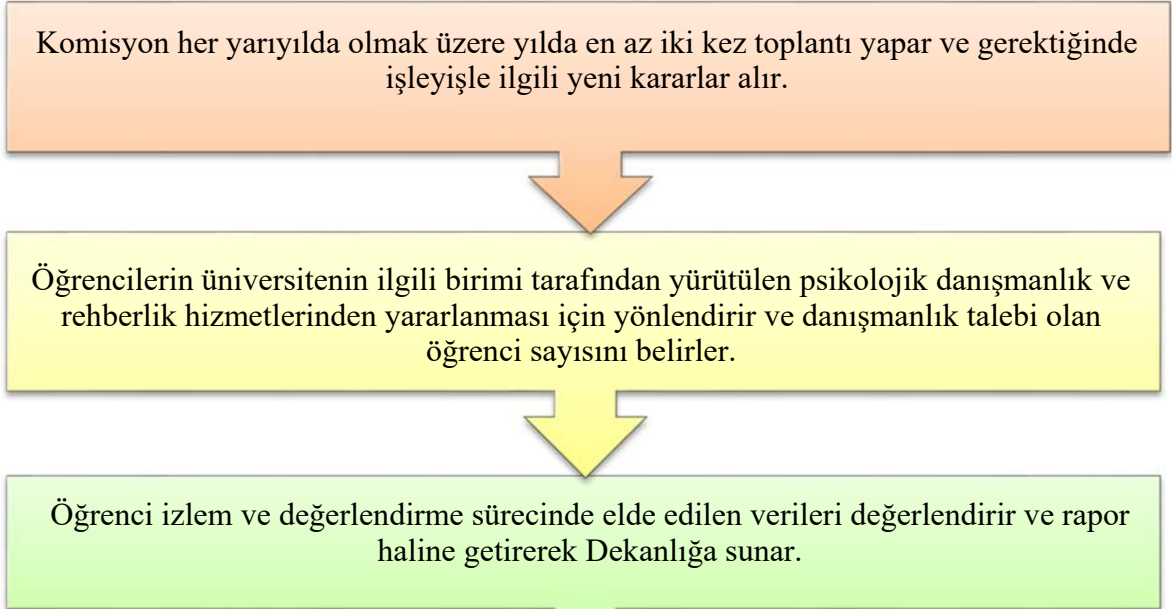 Komisyon her yarıyılda olmak üzere yılda en az iki kez toplantı yapar ve gerektiğinde
işleyişle ilgili yeni kararlar alır.
Öğrencilerin üniversitenin ilgili birimi tarafından yürütülen psikolojik danışmanlık ve
rehberlik hizmetlerinden yararlanması için yönlendirir ve danışmanlık talebi olan
öğrenci sayısını belirler.
Öğrenci izlem ve değerlendirme sürecinde elde edilen verileri değerlendirir ve rapor
haline getirerek Dekanlığa sunar.